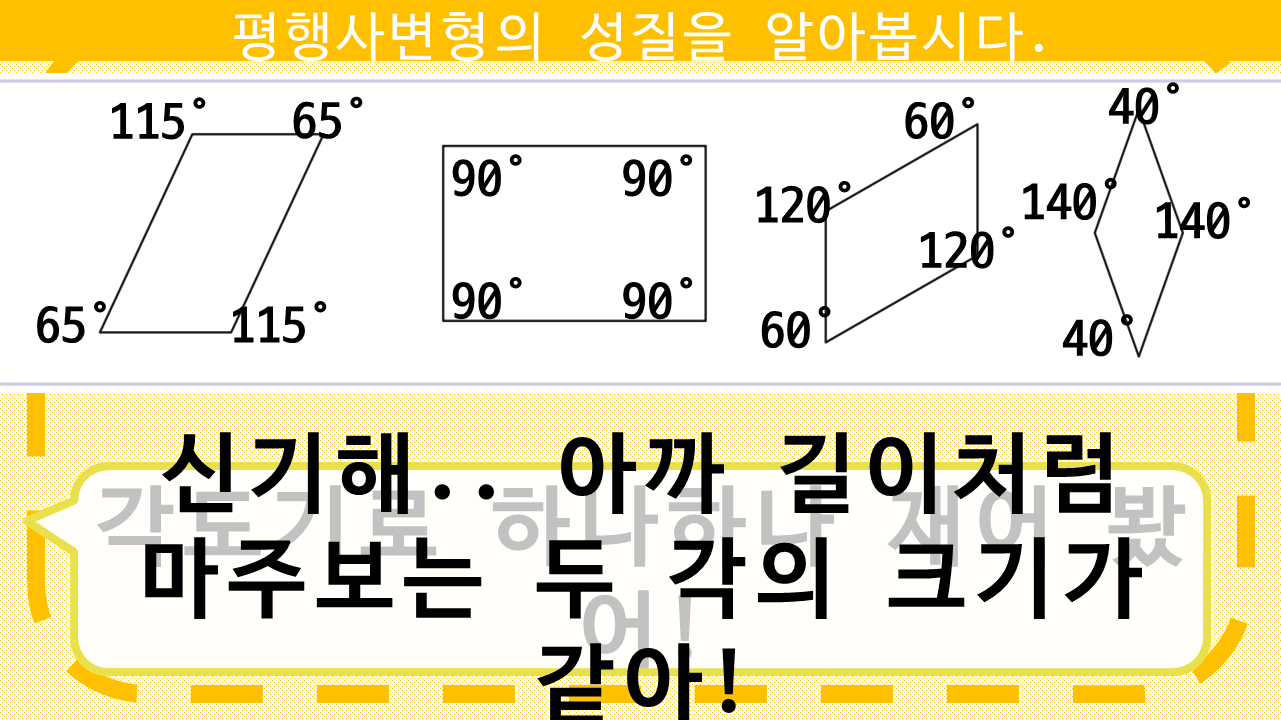 평행사변형의 성질을 알아봅시다.
115° 65° 65° 115°
90° 90° 90° 90°
60° 120° 120° 60°
40° 140° 140° 40°
신기해.. 아까 길이처럼
마주보는 두 각의 크기가
같아!
각도기로 하나하나 재어 봤
어!